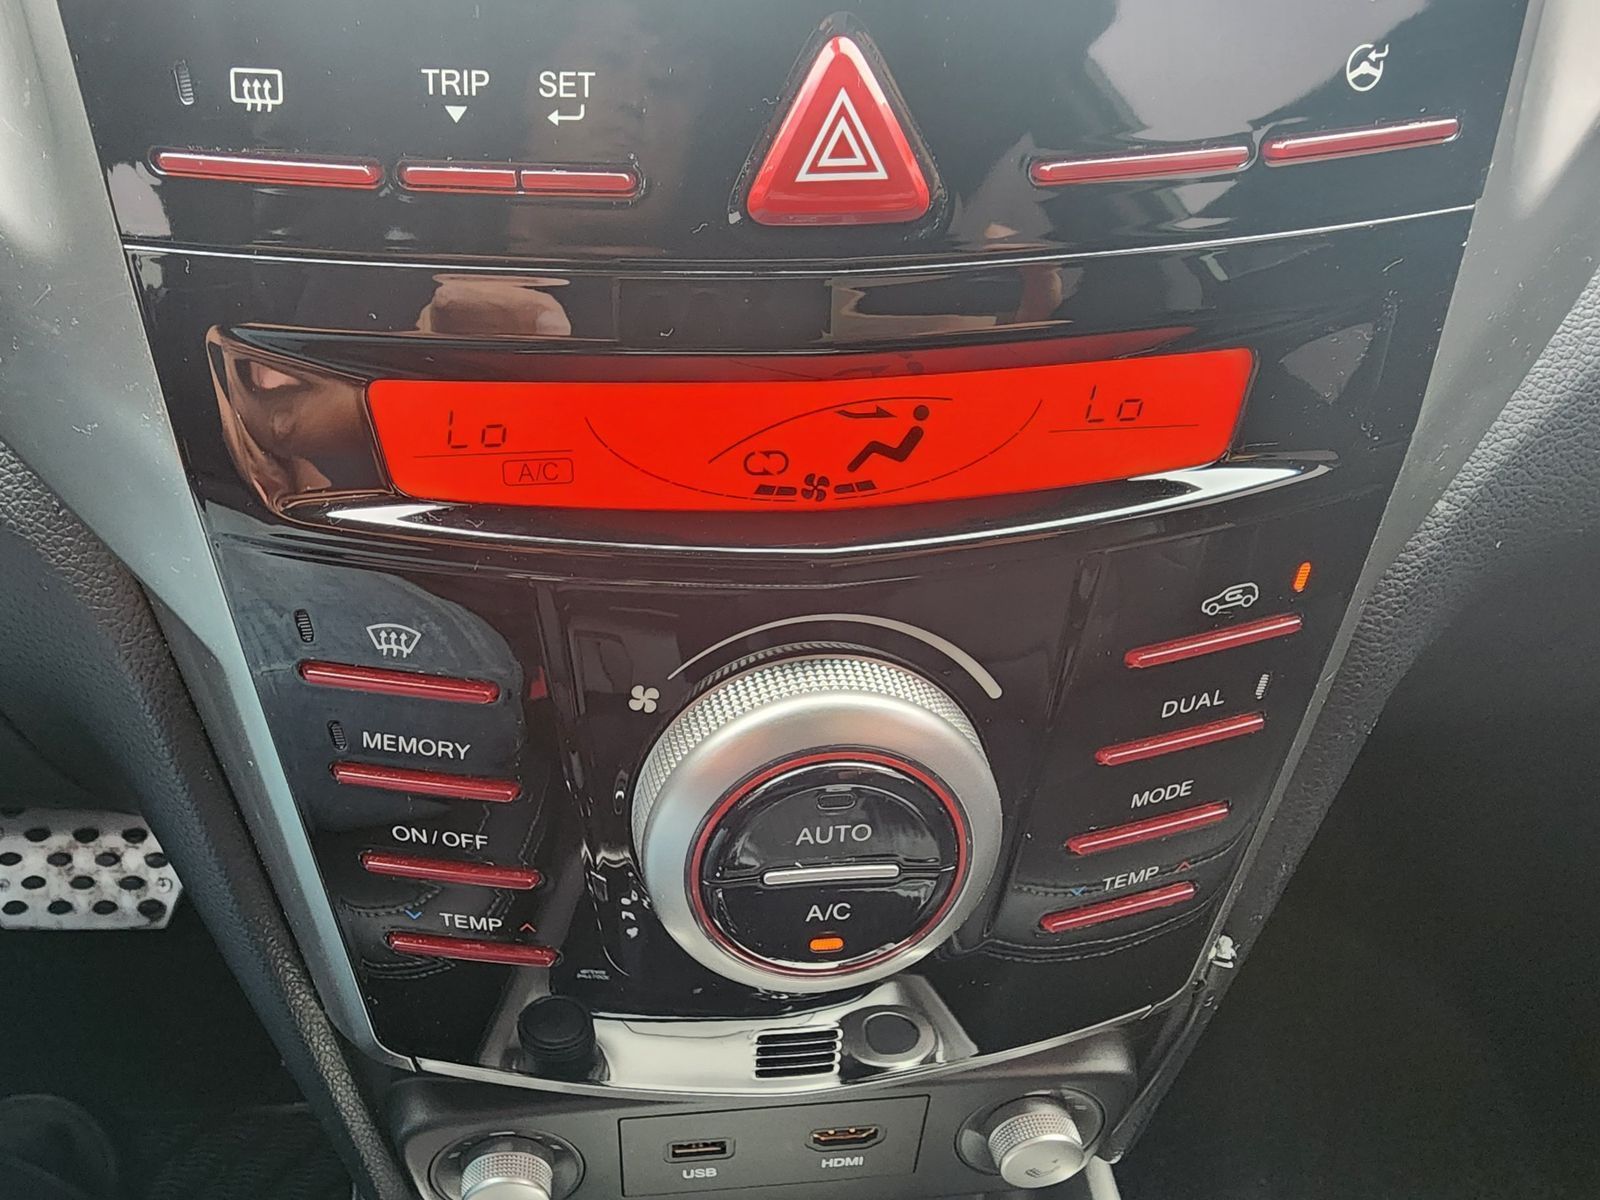 TRIP SET
Lo Lo
A/C
MEMORY
DUAL
ON/OFF
MODE
AUTO
TEMP
TEMP
A/C
USB
HDMI